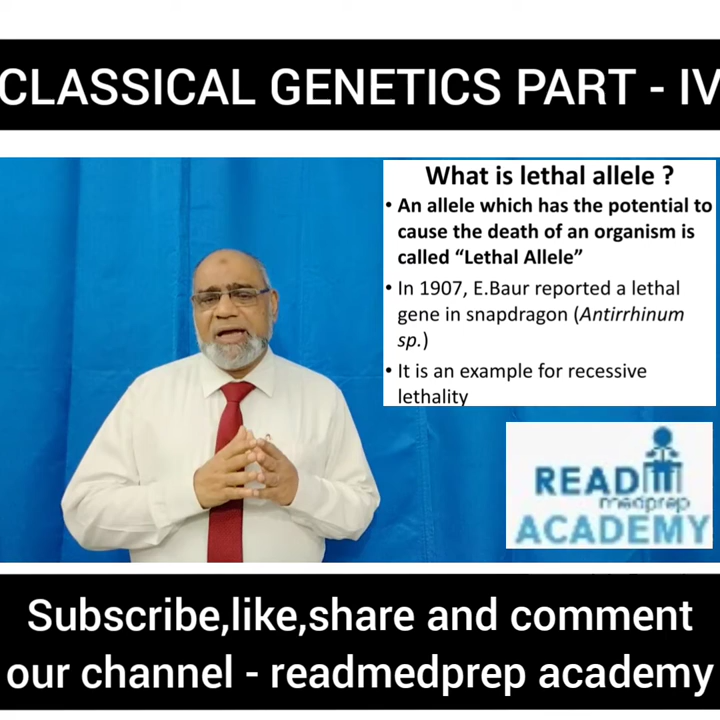 CLASSICAL GENETICS PART - IV
What is lethal allele ?
• An allele which has the potential to
cause the death of an organism is
called “Lethal Allele”
• In 1907, E.Baur reported a lethal
gene in snapdragon (Antirrhinum
sp.)
• It is an example for recessive
lethality
READ
medprep
ACADEMY
Subscribe,like,share and comment
our channel - readmedprep academy